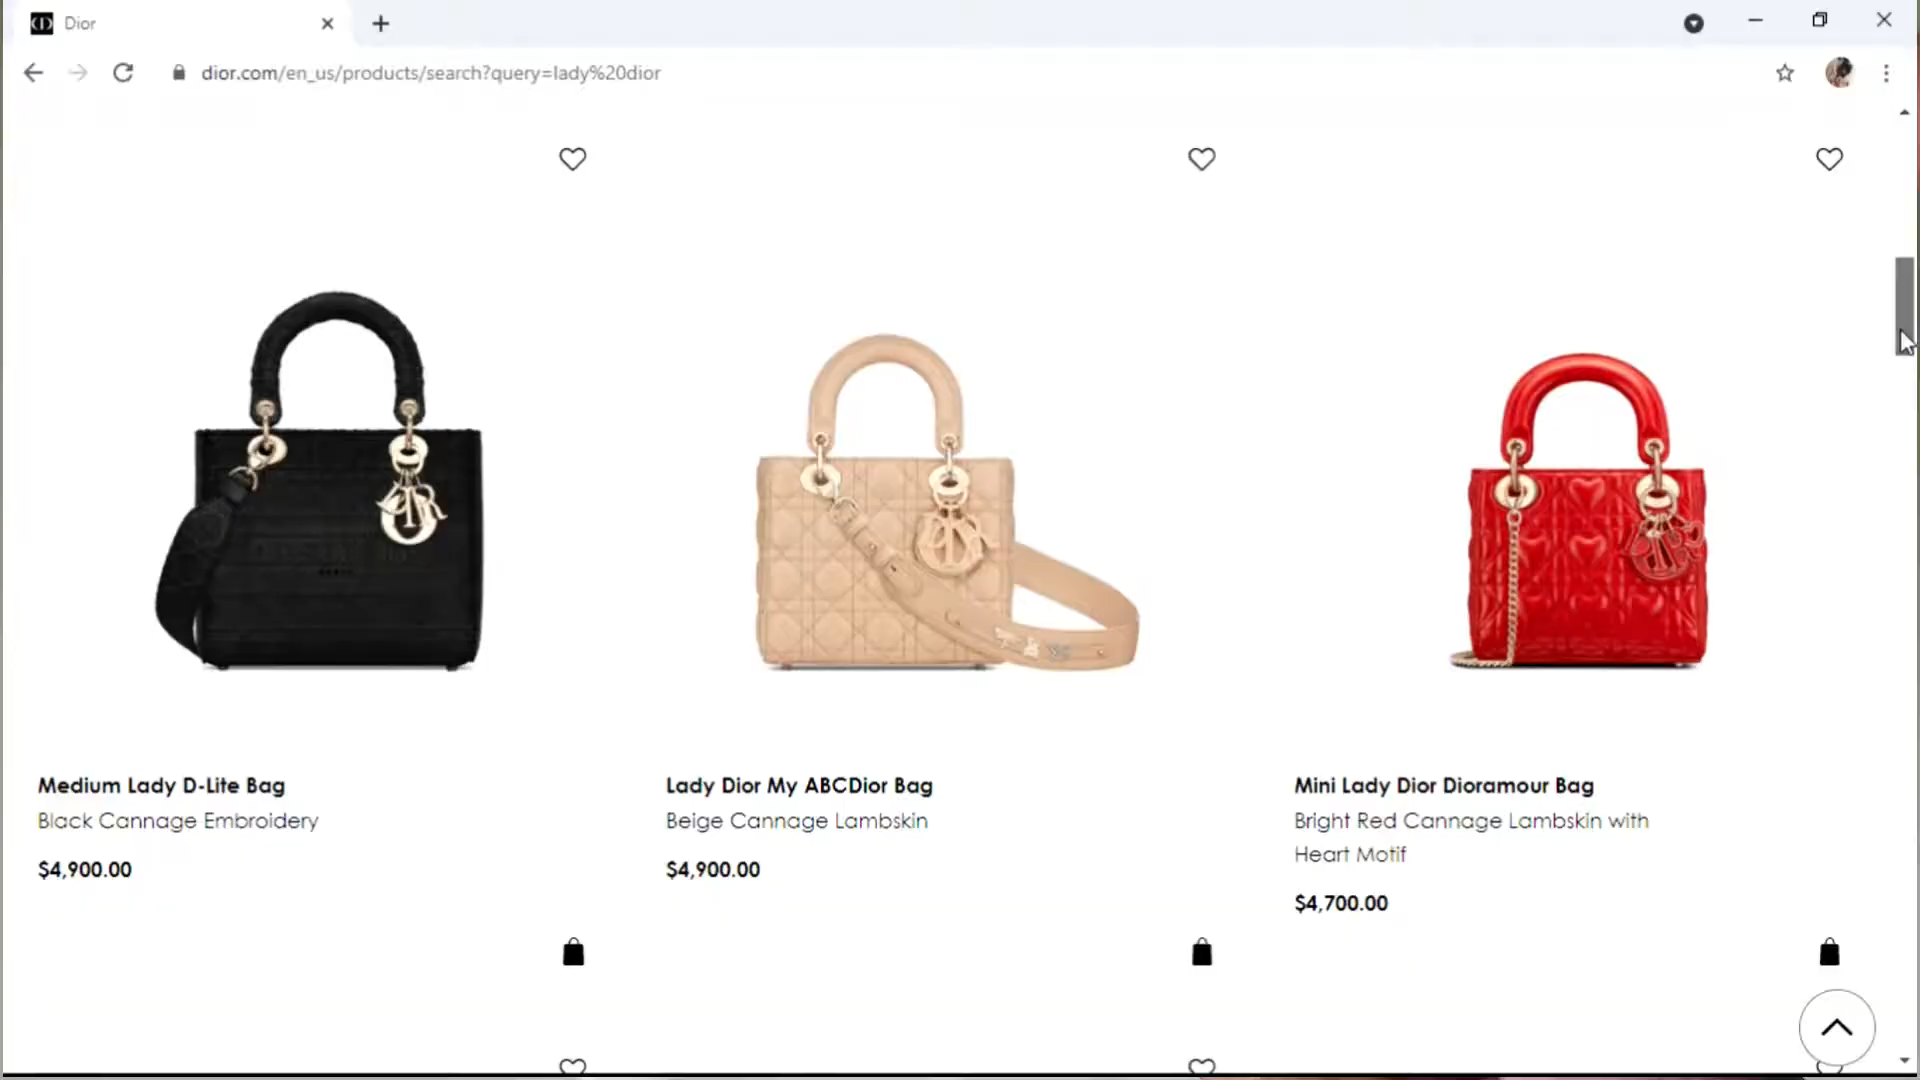 Dior
dior.com/en_us/products/search?query=lady%20dior
Medium Lady D-Lite Bag
Black Cannage Embroidery
$4,900.00
Lady Dior My ABCDior Bag
Beige Cannage Lambskin
$4,900.00
Mini Lady Dior Dioramour Bag
Bright Red Cannage Lambskin with
Heart Motif
$4,700.00